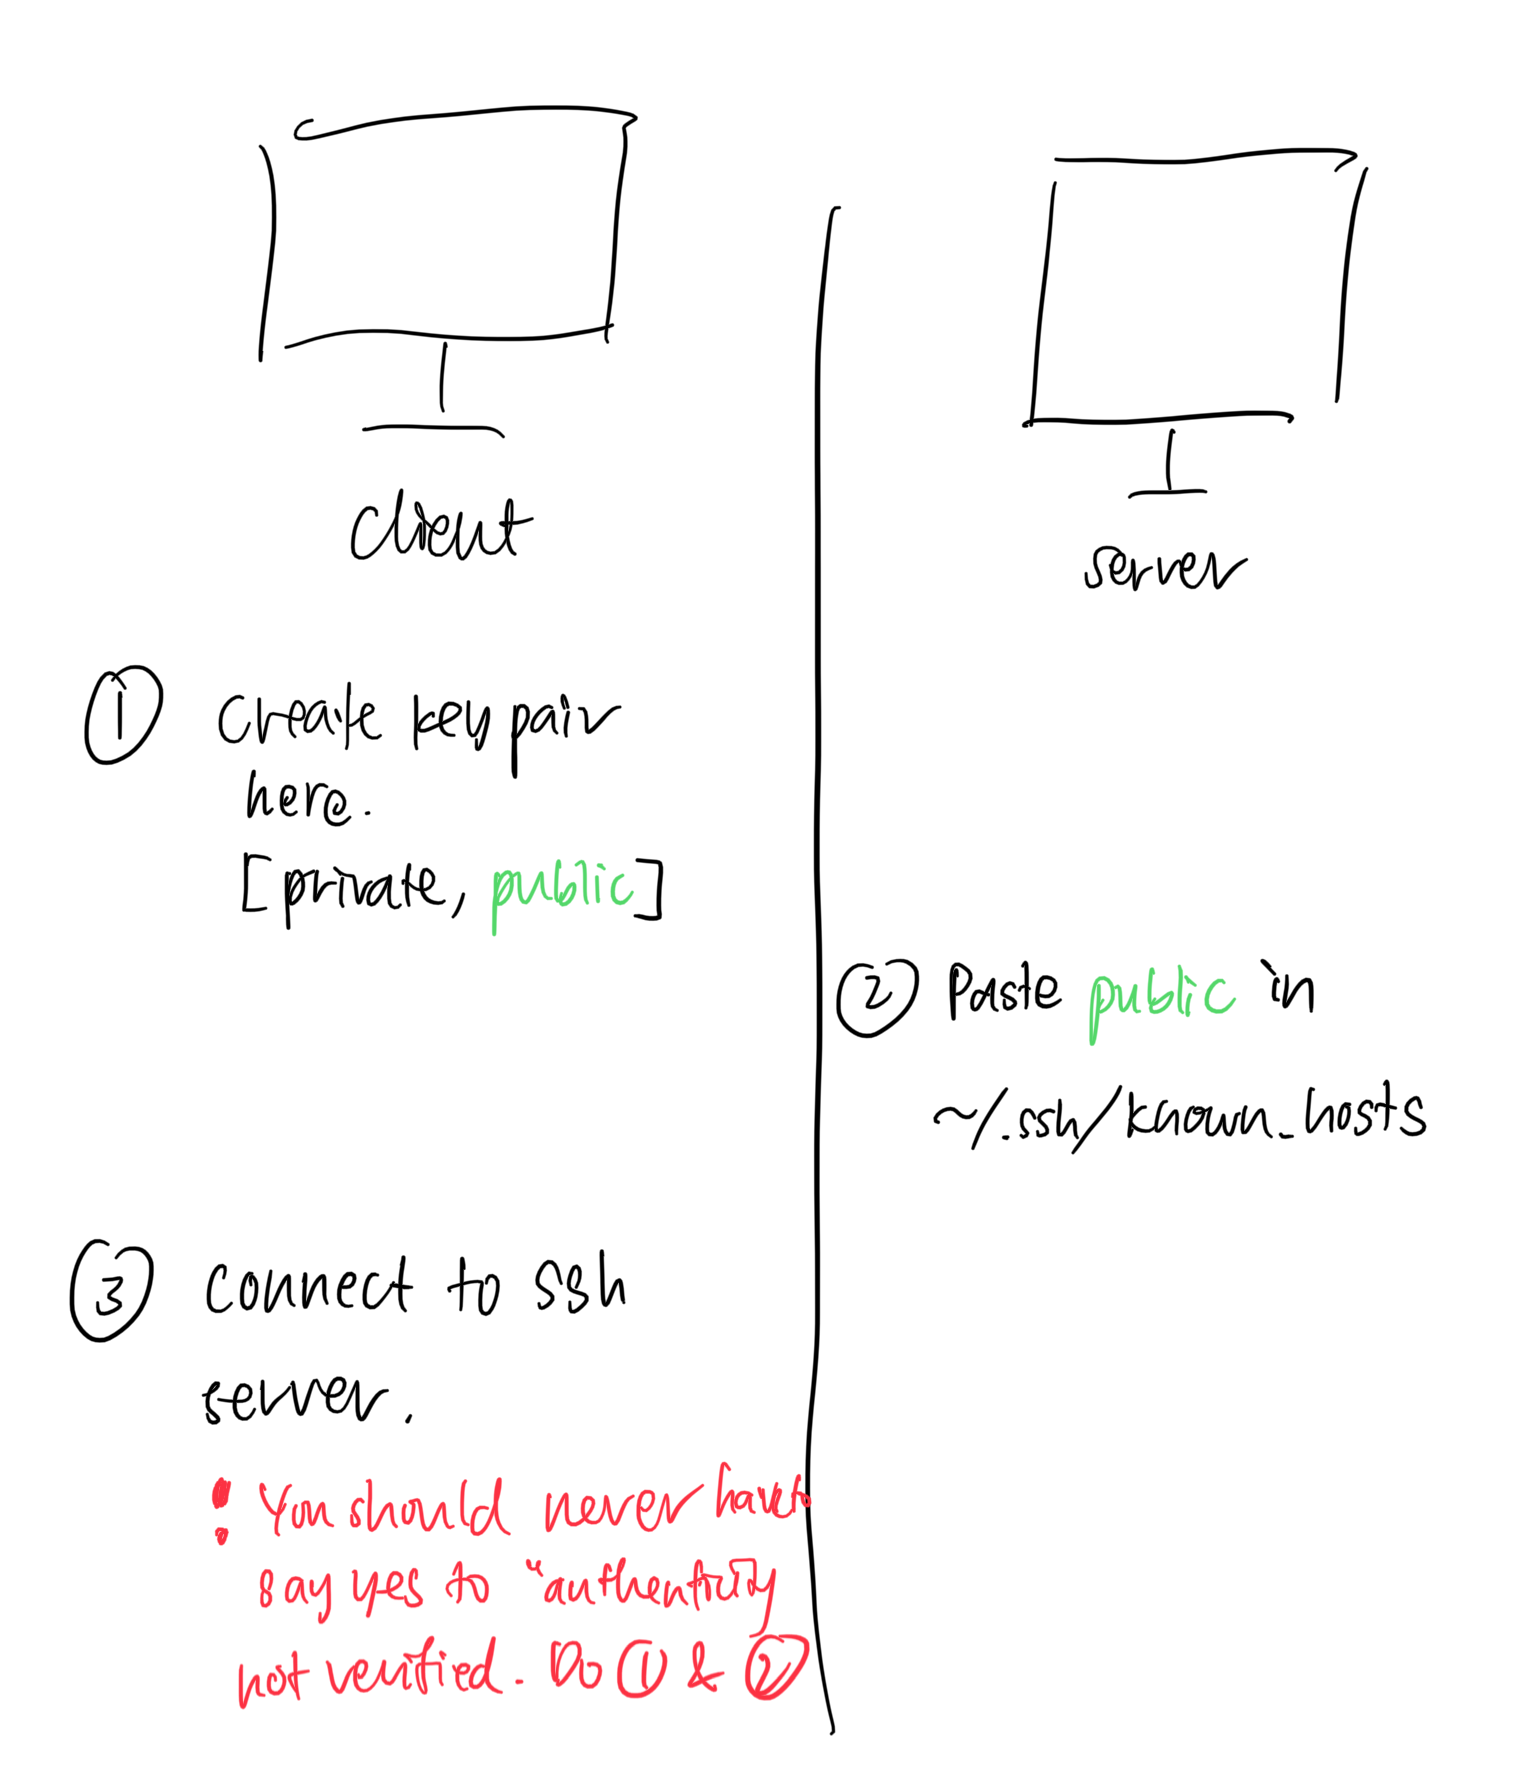 client
server
① Create key pair
here.
[private, public]
② Paste public in
~/.ssh/known_hosts
③ connect to ssh
server.
! You should never have to
say yes to "authenticity
not verified. Do ① & ②